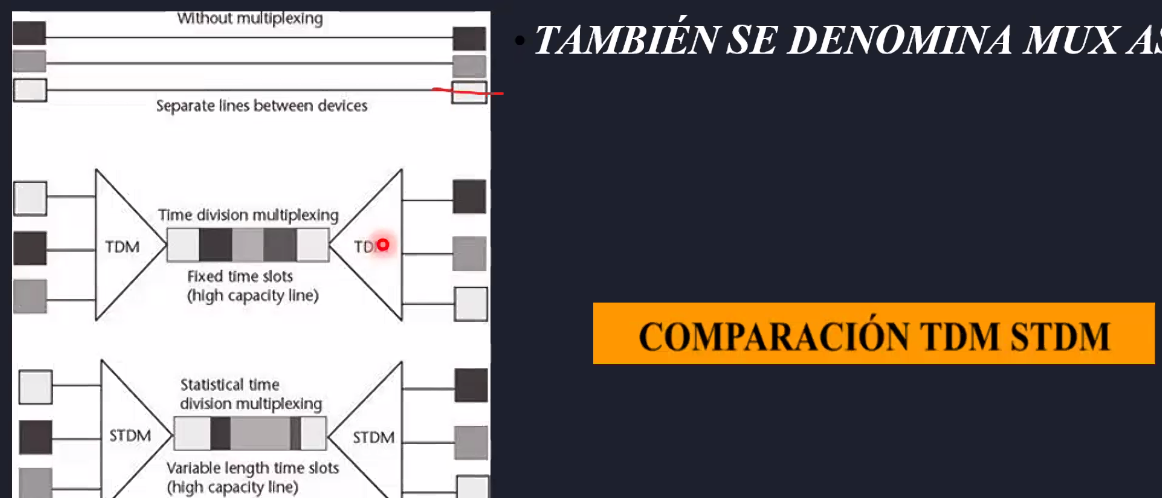 Without multiplexing
Separate lines between devices
Time division multiplexing
TDM
Fixed time slots
(high capacity line)
Statistical time
division multiplexing
STDM
STDM
Variable length time slots
(high capacity line)
• TAMBIÉN SE DENOMINA MUX AS
COMPARACIÓN TDM STDM